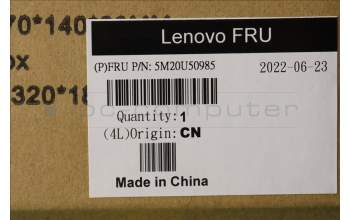 70*140*
ox
320*18
Lenovo FRU
(P)FRU P/N: 5M20U50985
2022-06-23
Quantity:1
(4L)Origin: CN
Made in China